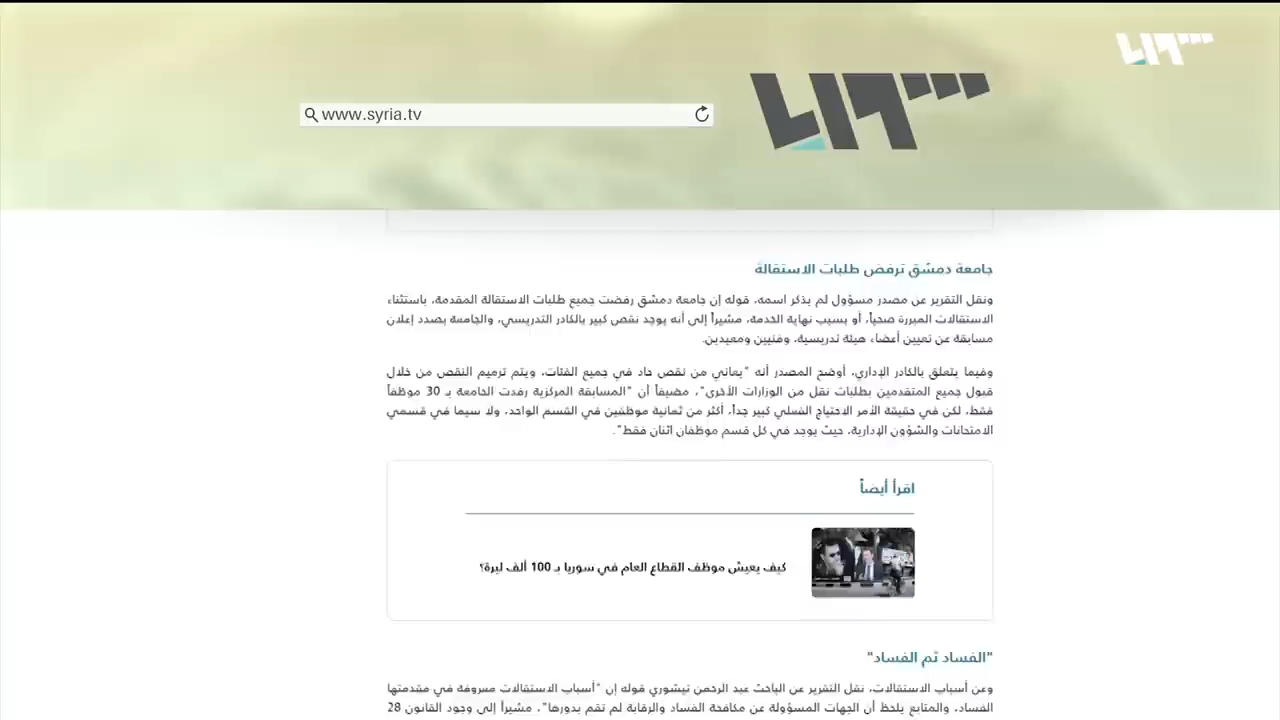 www.syria.tv
جامعة دمشق ترفض طلبات الاستقالة
ونقل التقرير عن مصدر مسؤول لم يذكر اسمه، قوله إن جامعة دمشق رفضت جميع طلبات الاستقالة المقدمة، باستثناء
الاستقالات المبررة صحياً، أو بسبب نهاية الخدمة، مشيراً إلى أنه يوجد نقص كبير بالكادر التدريسي، والجامعة بصدد إعلان
مسابقة عن تعيين أعضاء هيئة تدريسية، وفنيين ومعيدين.
وفيما يتعلق بالكادر الإداري، أوضح المصدر أنه "يعاني من نقص حاد في جميع الفئات، ويتم ترميم النقص من خلال
قبول جميع المتقدمين بطلبات نقل من الوزارات الأخرى"، مضيفاً أن "المسابقة المركزية رفدت الجامعة بـ 30 موظفاً
فقط، لكن في حقيقة الأمر الاحتياج الفعلي كبير جداً، أكثر من ثمانية موظفين في القسم الواحد، ولا سيما في قسمي
الامتحانات والشؤون الإدارية، حيث يوجد في كل قسم موظفان اثنان فقط".
اقرأ أيضاً
كيف يعيش موظف القطاع العام في سوريا بـ 100 ألف ليرة؟
"الفساد ثم الفساد"
وعن أسباب الاستقالات، نقل التقرير عن الباحث عبد الرحمن تيشوري قوله إن "أسباب الاستقالات معروفة في مقدمتها
الفساد، والمتابع يلحظ أن الجهات المسؤولة عن مكافحة الفساد والرقابة لم تقم بدورها"، مشيراً إلى وجود القانون 28